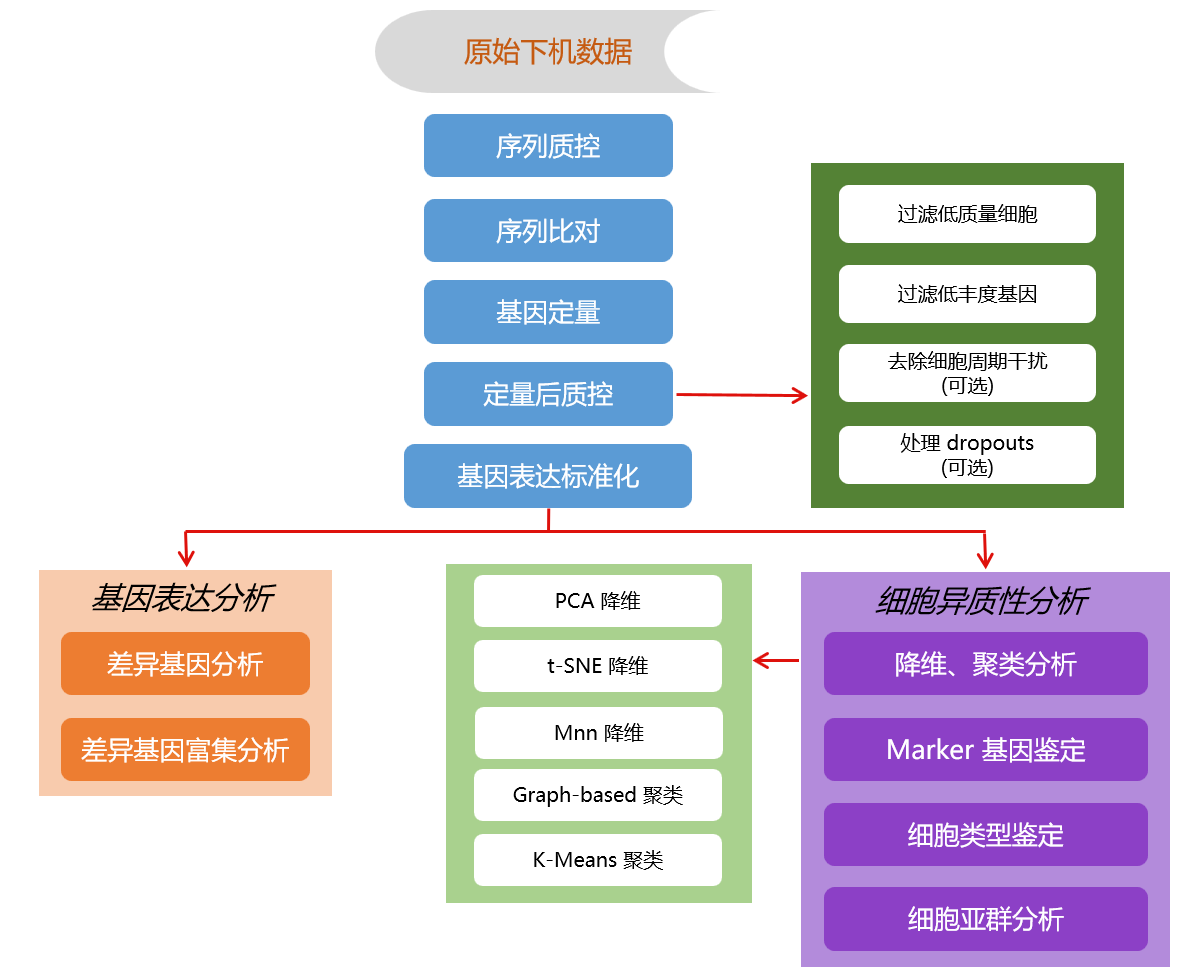 原始下机数据
序列质控
序列比对
基因定量
定量后质控
基因表达标准化
过滤低质量细胞
过滤低丰度基因
去除细胞周期干扰
(可选)
处理 dropouts
(可选)
基因表达分析
差异基因分析
差异基因富集分析
PCA 降维
t-SNE 降维
Mnn 降维
Graph-based 聚类
K-Means 聚类
细胞异质性分析
降维、聚类分析
Marker 基因鉴定
细胞类型鉴定
细胞亚群分析